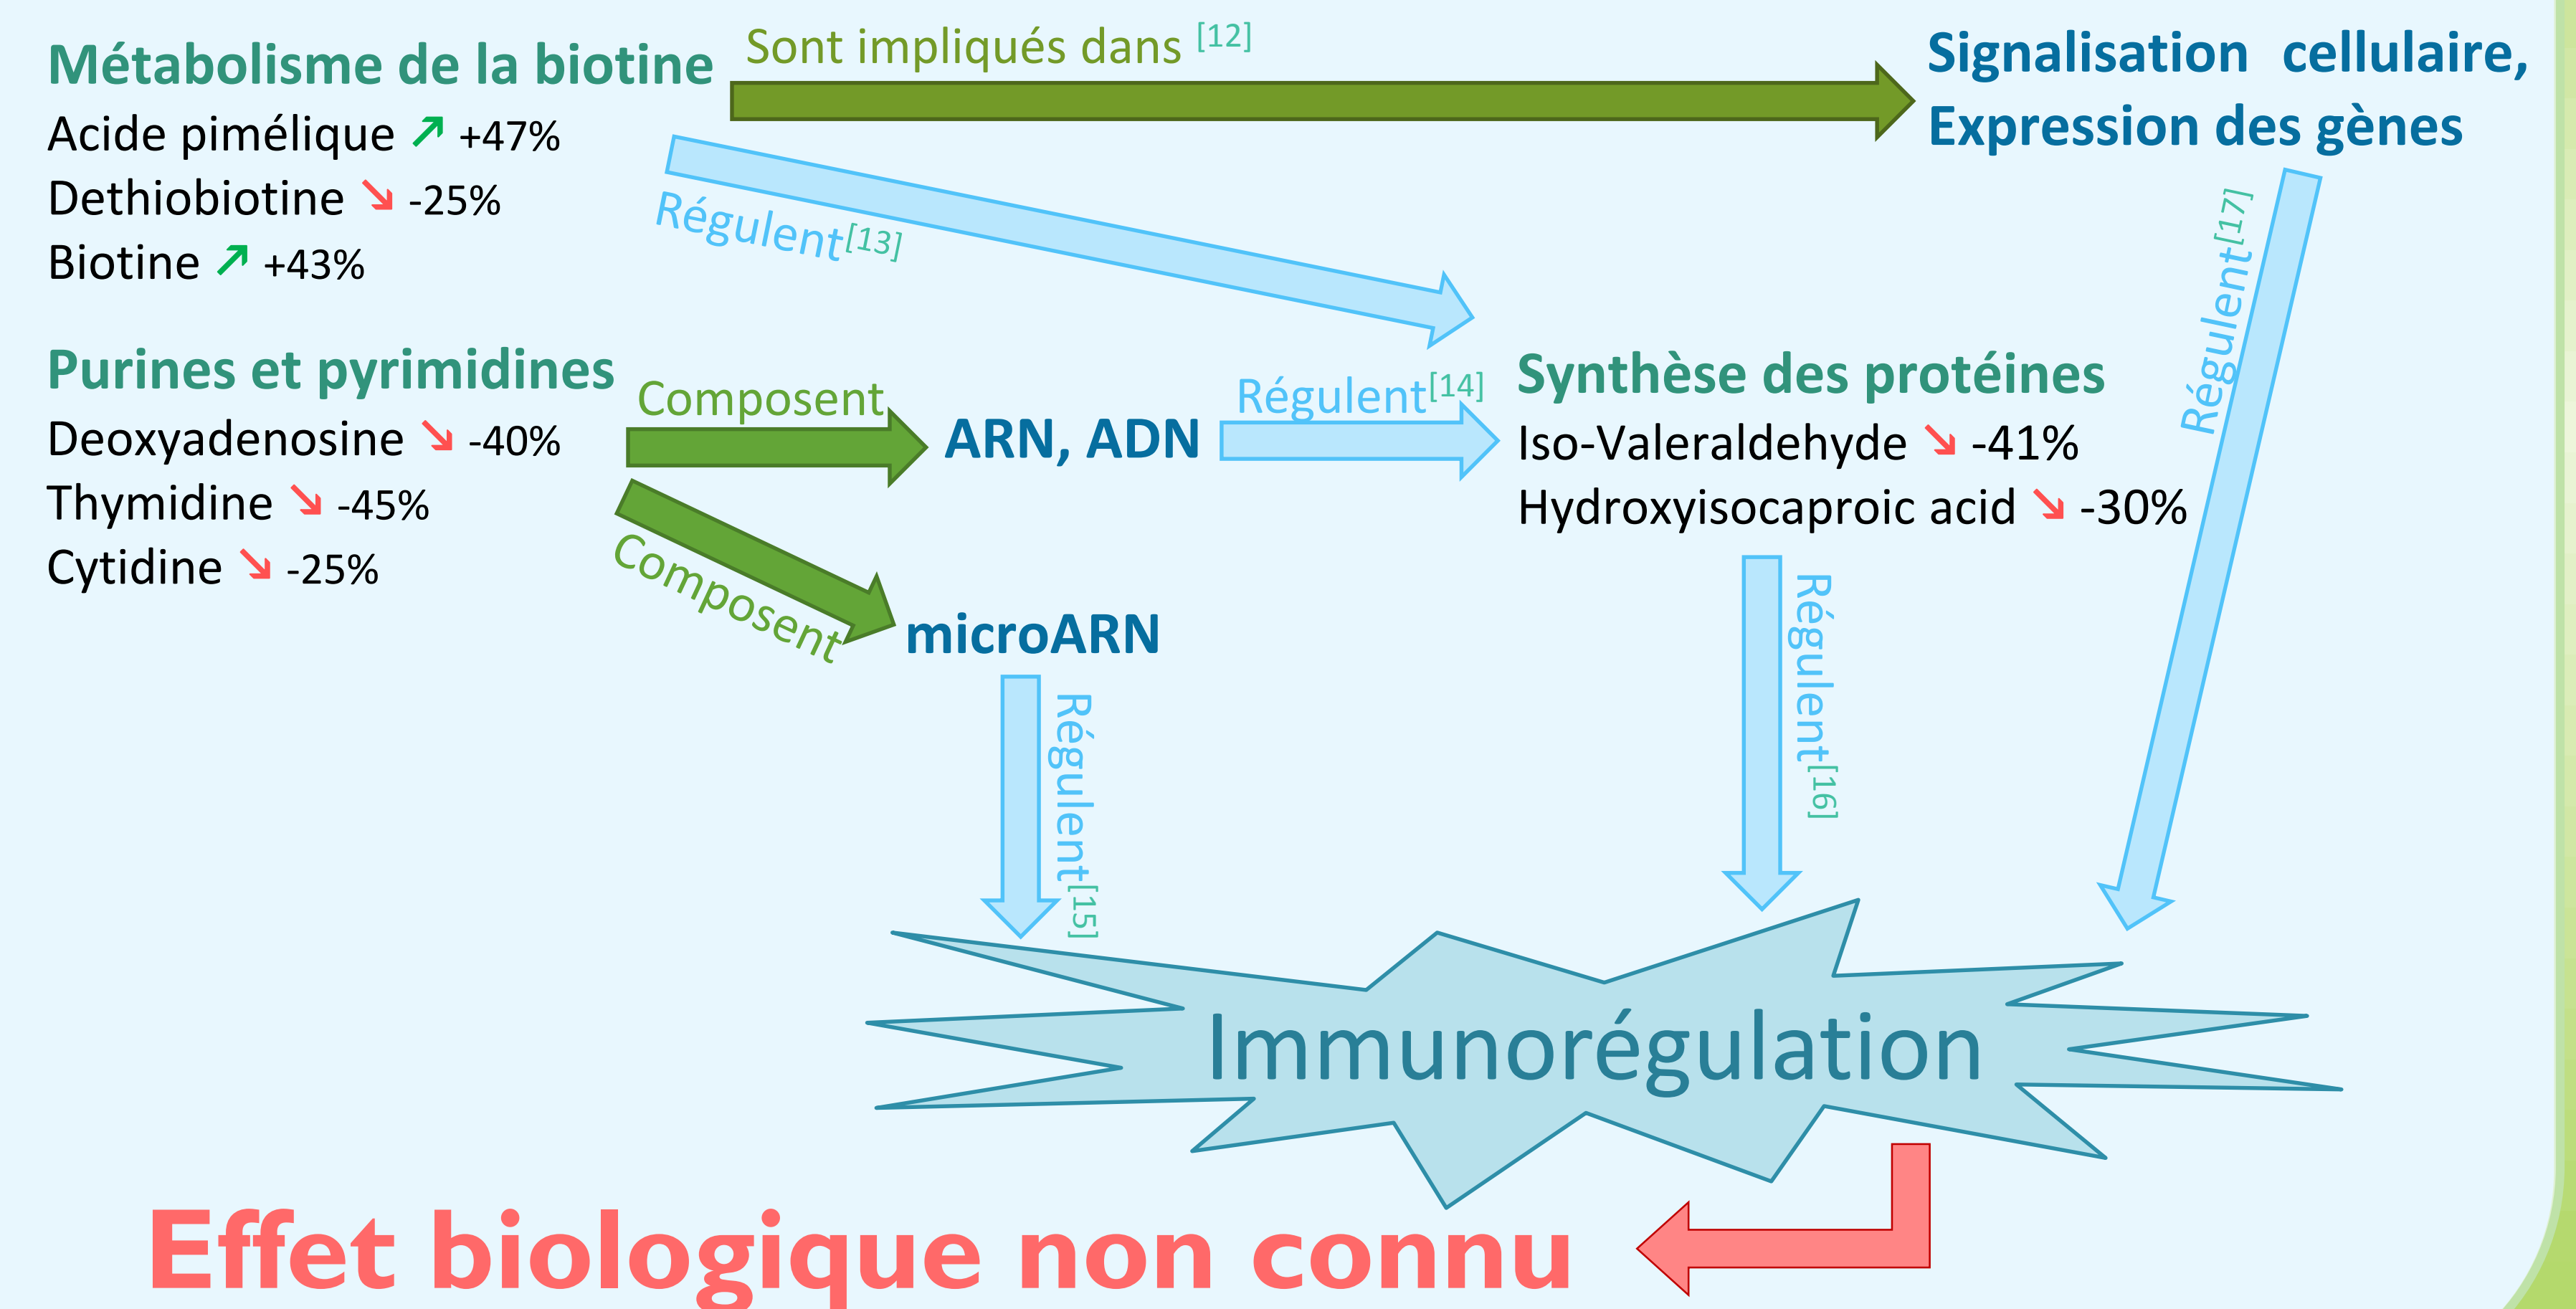 Métabolisme de la biotine
Acide pimélique ↗ +47%
Dethiobiotine ↘ -25%
Biotine ↗ +43%
Sont impliqués dans [12]
Signalisation cellulaire,
Expression des gènes
Régulent[13]
Régulent[17]
Purines et pyrimidines
Deoxyadenosine ↘ -40%
Thymidine ↘ -45%
Cytidine ↘ -25%
Composent
ARN, ADN
Régulent[14]
Synthèse des protéines
Iso-Valeraldehyde ↘ -41%
Hydroxyisocaproic acid ↘ -30%
Composent
microARN
Régulent[15]
Régulent[16]
Immunorégulation
Effet biologique non connu